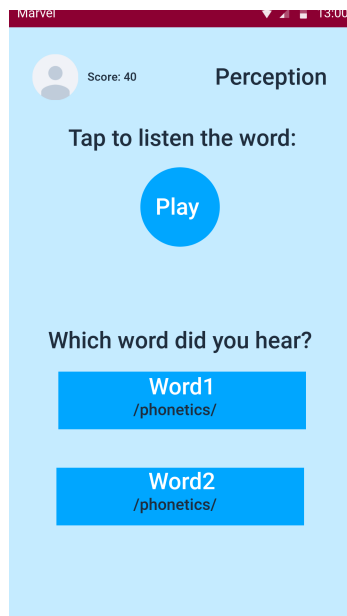 Marvel 13:00
Score: 40 Perception
Tap to listen the word:
Play
Which word did you hear?
Word1
/phonetics/
Word2
/phonetics/